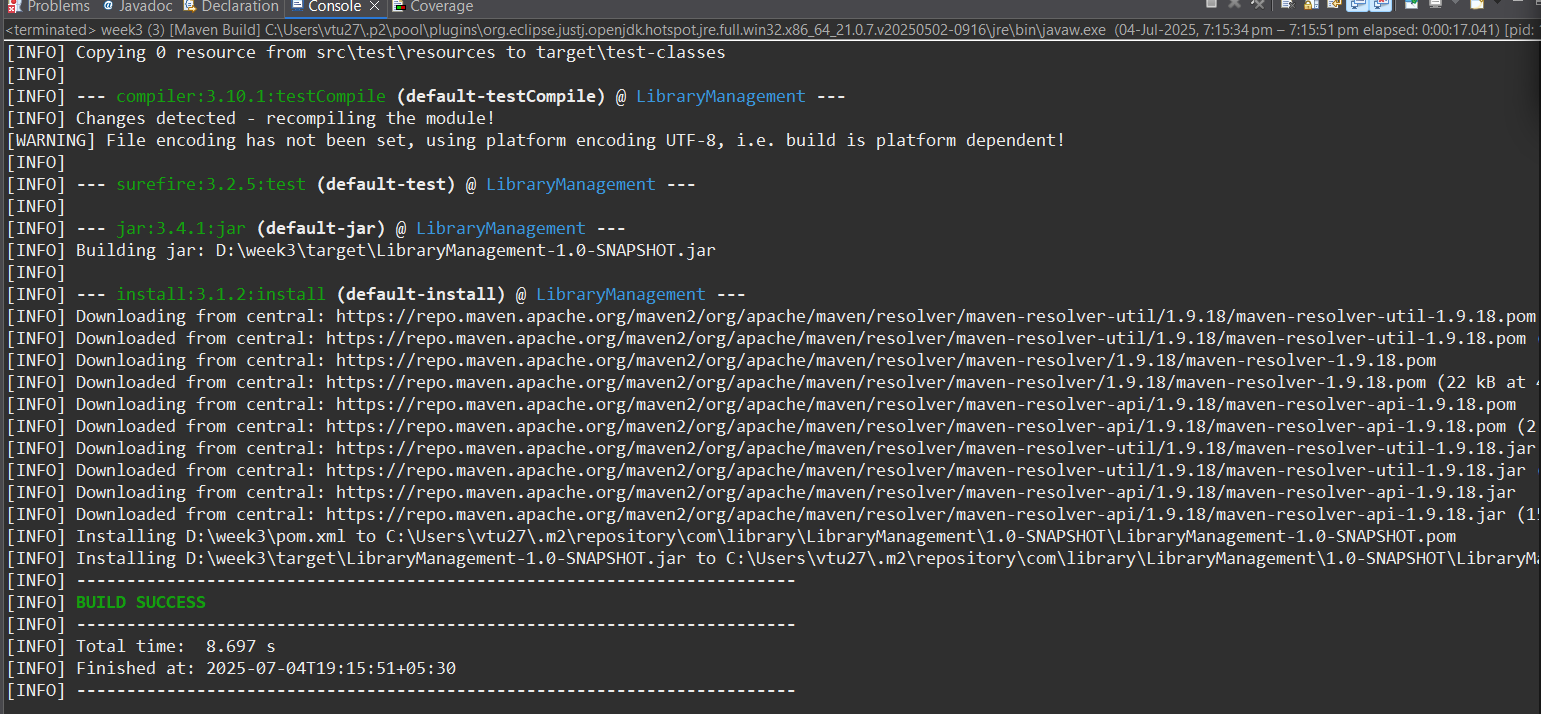 Problems @ Javadoc Declaration Console Coverage
<terminated> week3 (3) [Maven Build] C:\Users\vtu27\.p2\pool\plugins\org.eclipse.justj.openjdk.hotspot.jre.full.win32.x86_64_21.0.7.v20250502-0916\jre\bin\javaw.exe (04-Jul-2025, 7:15:34 pm – 7:15:51 pm elapsed: 0:00:17.041) [pid:
[INFO] Copying 0 resource from src\test\resources to target\test-classes
[INFO]
[INFO] --- compiler:3.10.1:testCompile (default-testCompile) @ LibraryManagement ---
[INFO] Changes detected - recompiling the module!
[WARNING] File encoding has not been set, using platform encoding UTF-8, i.e. build is platform dependent!
[INFO]
[INFO] --- surefire:3.2.5:test (default-test) @ LibraryManagement ---
[INFO]
[INFO] --- jar:3.4.1:jar (default-jar) @ LibraryManagement ---
[INFO] Building jar: D:\week3\target\LibraryManagement-1.0-SNAPSHOT.jar
[INFO]
[INFO] --- install:3.1.2:install (default-install) @ LibraryManagement ---
[INFO] Downloading from central: https://repo.maven.apache.org/maven2/org/apache/maven/resolver/maven-resolver-util/1.9.18/maven-resolver-util-1.9.18.pom
[INFO] Downloaded from central: https://repo.maven.apache.org/maven2/org/apache/maven/resolver/maven-resolver-util/1.9.18/maven-resolver-util-1.9.18.pom
[INFO] Downloading from central: https://repo.maven.apache.org/maven2/org/apache/maven/resolver/maven-resolver/1.9.18/maven-resolver-1.9.18.pom
[INFO] Downloaded from central: https://repo.maven.apache.org/maven2/org/apache/maven/resolver/maven-resolver/1.9.18/maven-resolver-1.9.18.pom (22 kB at
[INFO] Downloading from central: https://repo.maven.apache.org/maven2/org/apache/maven/resolver/maven-resolver-api/1.9.18/maven-resolver-api-1.9.18.pom
[INFO] Downloaded from central: https://repo.maven.apache.org/maven2/org/apache/maven/resolver/maven-resolver-api/1.9.18/maven-resolver-api-1.9.18.pom (2
[INFO] Downloading from central: https://repo.maven.apache.org/maven2/org/apache/maven/resolver/maven-resolver-util/1.9.18/maven-resolver-util-1.9.18.jar
[INFO] Downloaded from central: https://repo.maven.apache.org/maven2/org/apache/maven/resolver/maven-resolver-util/1.9.18/maven-resolver-util-1.9.18.jar
[INFO] Downloading from central: https://repo.maven.apache.org/maven2/org/apache/maven/resolver/maven-resolver-api/1.9.18/maven-resolver-api-1.9.18.jar
[INFO] Downloaded from central: https://repo.maven.apache.org/maven2/org/apache/maven/resolver/maven-resolver-api/1.9.18/maven-resolver-api-1.9.18.jar (15
[INFO] Installing D:\week3\pom.xml to C:\Users\vtu27\.m2\repository\com\library\LibraryManagement\1.0-SNAPSHOT\LibraryManagement-1.0-SNAPSHOT.pom
[INFO] Installing D:\week3\target\LibraryManagement-1.0-SNAPSHOT.jar to C:\Users\vtu27\.m2\repository\com\library\LibraryManagement\1.0-SNAPSHOT\LibraryMa
[INFO] ------------------------------------------------------------------------
[INFO] BUILD SUCCESS
[INFO] ------------------------------------------------------------------------
[INFO] Total time:  8.697 s
[INFO] Finished at: 2025-07-04T19:15:51+05:30
[INFO] ------------------------------------------------------------------------